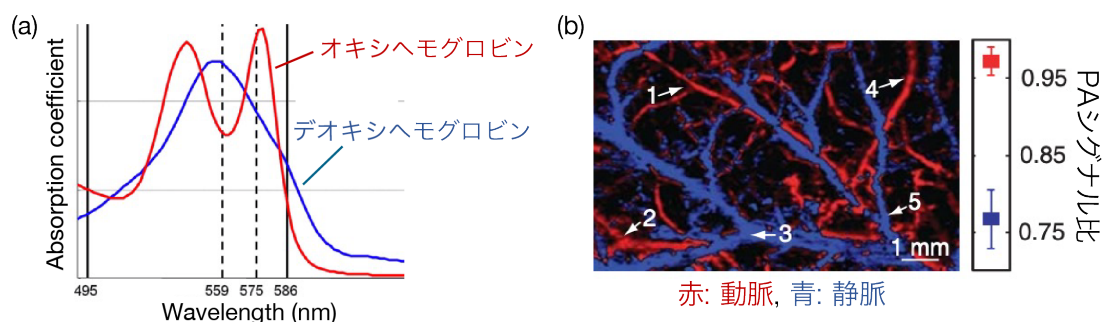 (a)
Absorption coefficient
オキシヘモグロビン
デオキシヘモグロビン
495
559
575
586
Wavelength (nm)
(b)
1
2
3
4
5
1 mm
赤: 動脈, 青: 静脈
0.95
0.85
0.75
PAシグナル比